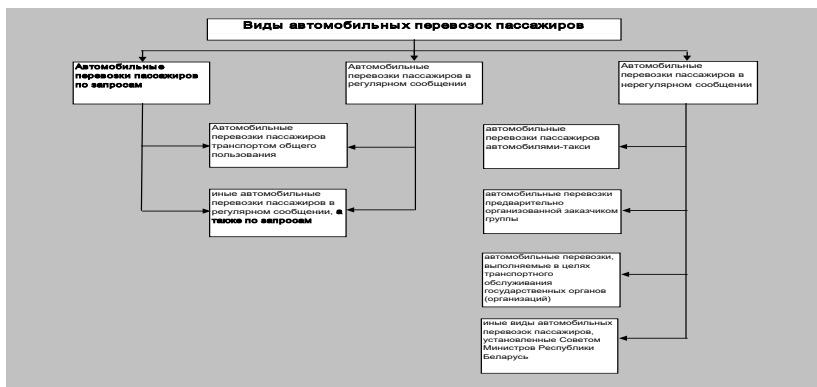 Виды автомобильных перевозок пассажиров
Автомобильные
перевозки пассажиров
по запросам
Автомобильные
перевозки пассажиров в
регулярном сообщении
Автомобильные
перевозки пассажиров в
нерегулярном сообщении
Автомобильные
перевозки пассажиров
транспортом общего
пользования
автомобильные
перевозки пассажиров
автомобилями-такси
иные автомобильные
перевозки пассажиров в
регулярном сообщении, а
также по запросам
автомобильные перевозки
предварительно
организованной заказчиком
группы
автомобильные перевозки,
выполняемые в целях
транспортного
обслуживания
государственных органов
(организаций)
иные виды автомобильных
перевозок пассажиров,
установленные Советом
Министров Республики
Беларусь